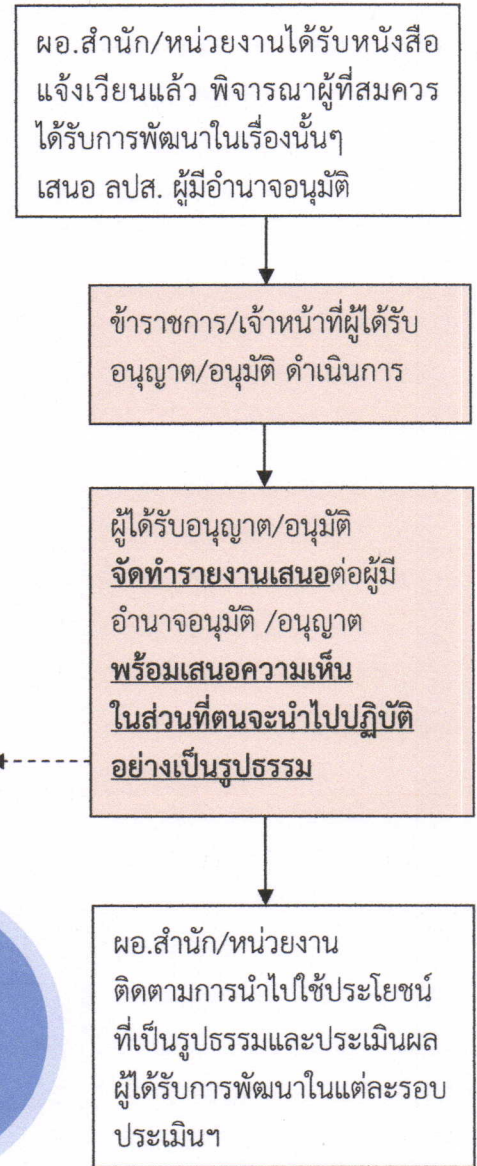 ผอ.สำนัก/หน่วยงานได้รับหนังสือ
แจ้งเวียนแล้ว พิจารณาผู้ที่สมควร
ได้รับการพัฒนาในเรื่องนั้นๆ
เสนอ ลปส. ผู้มีอำนาจอนุมัติ
ข้าราชการ/เจ้าหน้าที่ผู้ได้รับ
อนุญาต/อนุมัติ ดำเนินการ
ผู้ได้รับอนุญาต/อนุมัติ
จัดทำรายงานเสนอต่อผู้มี
อำนาจอนุมัติ /อนุญาต
พร้อมเสนอความเห็น
ในส่วนที่ตนจะนำไปปฏิบัติ
อย่างเป็นรูปธรรม
ผอ.สำนัก/หน่วยงาน
ติดตามการนำไปใช้ประโยชน์
ที่เป็นรูปธรรมและประเมินผล
ผู้ได้รับการพัฒนาในแต่ละรอบ
ประเมินฯ